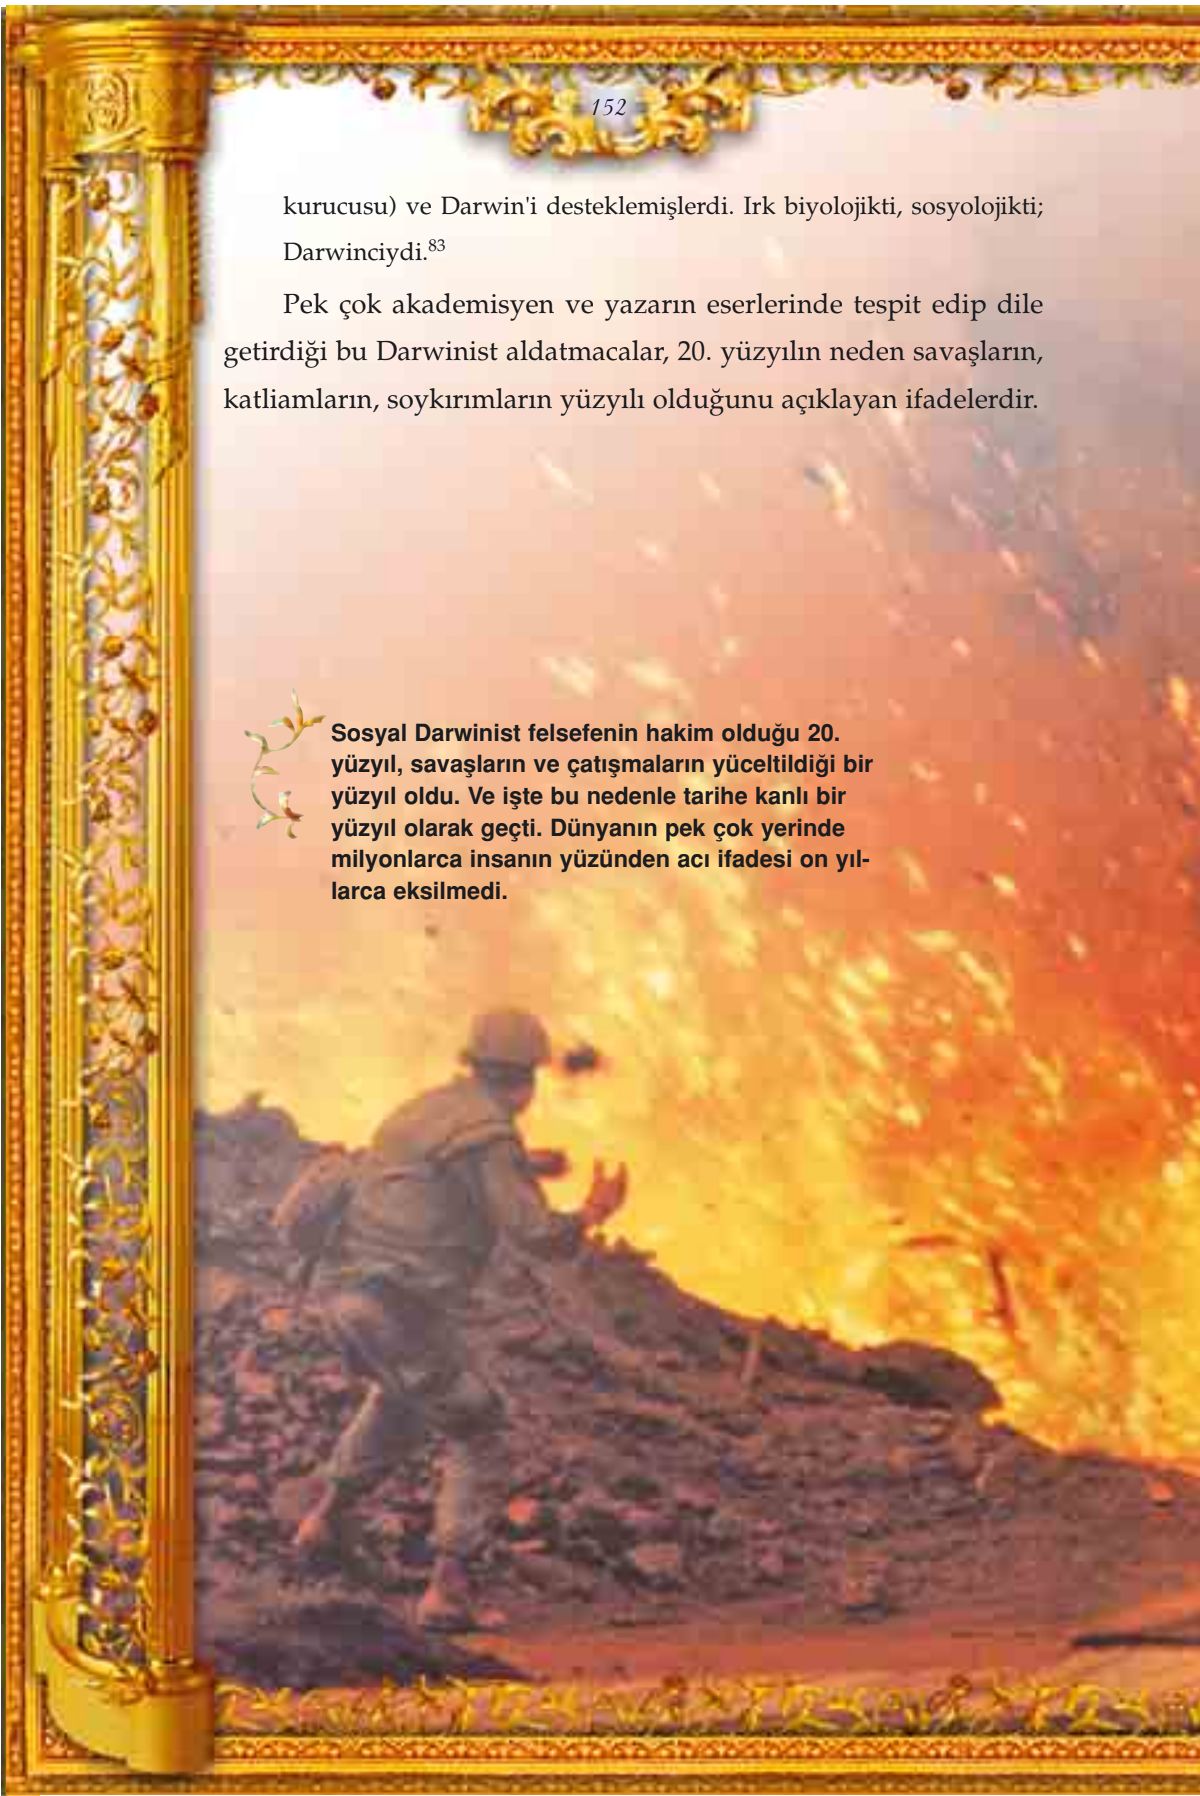 152
kurucusu) ve Darwin'i desteklemişlerdi. Irk biyolojikti, sosyolojikti;
Darwinciydi.83
Pek çok akademisyen ve yazarın eserlerinde tespit edip dile
getirdiği bu Darwinist aldatmacalar, 20. yüzyılın neden savaşların,
katliamların, soykırımların yüzyılı olduğunu açıklayan ifadelerdir.
Sosyal Darwinist felsefenin hakim olduğu 20.
yüzyıl, savaşların ve çatışmaların yüceltildiği bir
yüzyıl oldu. Ve işte bu nedenle tarihe kanlı bir
yüzyıl olarak geçti. Dünyanın pek çok yerinde
milyonlarca insanın yüzünden acı ifadesi on yıl-
larca eksilmedi.